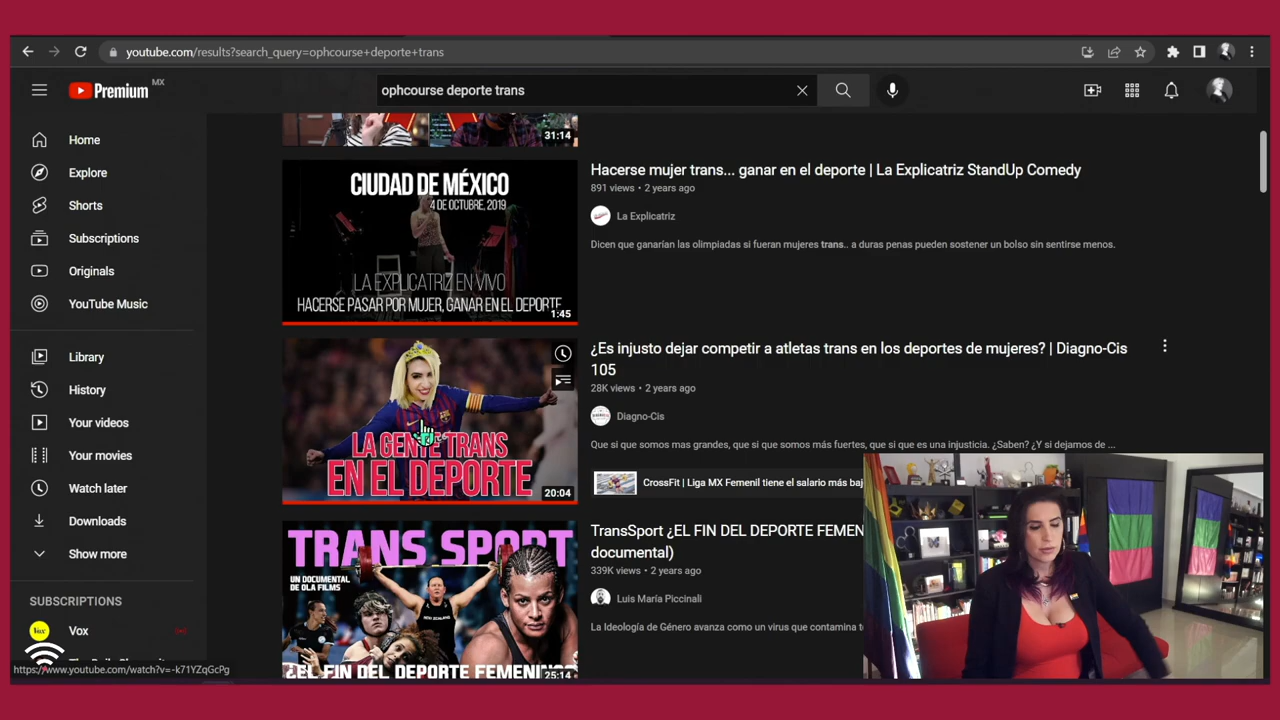 youtube.com/results?search_query=ophcourse+deporte+trans
Premium MX
ophcourse deporte trans
Home
Explore
Shorts
Subscriptions
Originals
YouTube Music
Library
History
Your videos
Your movies
Watch later
Downloads
Show more
SUBSCRIPTIONS
Vox
https://www.youtube.com/watch?v=-k71YZqGcPg
31:14
CIUDAD DE MÉXICO
4 DE OCTUBRE, 2019
LA EXPLICATRIZ EN VIVO
HACERSE PASAR POR MUJER, GANAR EN EL DEPORTE
1:45
Hacerse mujer trans... ganar en el deporte | La Explicatriz StandUp Comedy
891 views • 2 years ago
La Explicatriz
Dicen que ganarían las olimpiadas si fueran mujeres trans.. a duras penas pueden sostener un bolso sin sentirse menos.
LA GENTE TRANS
EN EL DEPORTE
20:04
¿Es injusto dejar competir a atletas trans en los deportes de mujeres? | Diagno-Cis
105
28K views • 2 years ago
Diagno-Cis
Que si que somos mas grandes, que si que somos más fuertes, que si que es una injusticia. ¿Saben? ¿Y si dejamos de ...
CrossFit | Liga MX Femenil tiene el salario más baj
TRANS SPORT
UN DOCUMENTAL
DE OLA FILMS
¿EL FIN DEL DEPORTE FEMENINO?
25:14
TransSport ¿EL FIN DEL DEPORTE FEMEN
documental)
339K views • 2 years ago
Luis María Piccinali
La Ideología de Género avanza como un virus que contamina t